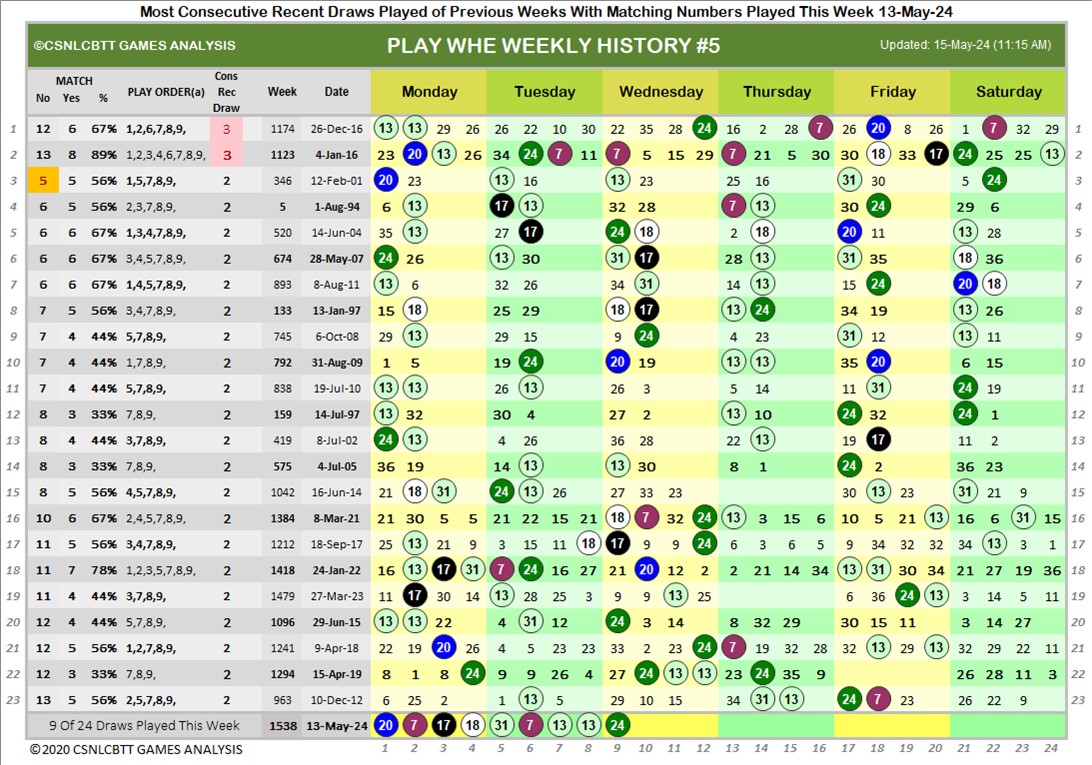 Most Consecutive Recent Draws Played of Previous Weeks With Matching Numbers Played This Week 13-May-24
©CSNLCBTT GAMES ANALYSIS PLAY WHE WEEKLY HISTORY #5 Updated: 15-May-24 (11:15 AM)
No MATCH Yes % PLAY ORDER(a) Cons Rec Draw Week Date Monday Tuesday Wednesday Thursday Friday Saturday
1 12 6 67% 1,2,6,7,8,9, 3 1174 26-Dec-16 13 13 29 26 26 22 10 30 22 35 28 24 16 2 28 7 26 20 8 26 1 7 32 29 1
2 13 8 89% 1,2,3,4,6,7,8,9, 3 1123 4-Jan-16 23 20 13 26 34 24 7 11 7 5 15 29 7 21 5 30 30 18 33 17 24 25 25 13 2
3 5 5 56% 1,5,7,8,9, 2 346 12-Feb-01 20 23 13 16 13 23 25 16 31 30 5 24 3
4 6 5 56% 2,3,7,8,9, 2 5 1-Aug-94 6 13 17 13 32 28 7 13 30 24 29 6 4
5 6 6 67% 1,3,4,7,8,9, 2 520 14-Jun-04 35 13 27 17 24 18 2 18 20 11 13 28 5
6 6 6 67% 3,4,5,7,8,9, 2 674 28-May-07 24 26 13 30 31 17 28 13 31 35 18 36 6
7 6 6 67% 1,4,5,7,8,9, 2 893 8-Aug-11 13 6 32 26 34 31 14 13 15 24 20 18 7
8 7 5 56% 3,4,7,8,9, 2 133 13-Jan-97 15 18 25 29 18 17 13 24 34 19 13 26 8
9 7 4 44% 5,7,8,9, 2 745 6-Oct-08 29 13 29 15 9 24 4 23 31 12 13 11 9
10 7 4 44% 1,7,8,9, 2 792 31-Aug-09 1 5 19 24 20 19 13 13 35 20 6 15 10
11 7 4 44% 5,7,8,9, 2 838 19-Jul-10 13 13 26 13 26 3 5 14 11 31 24 19 11
12 8 3 33% 7,8,9, 2 159 14-Jul-97 13 32 30 4 27 2 13 10 24 32 24 1 12
13 8 4 44% 3,7,8,9, 2 419 8-Jul-02 24 13 4 26 36 28 22 13 19 17 11 2 13
14 8 3 33% 7,8,9, 2 575 4-Jul-05 36 19 14 13 13 30 8 1 24 2 36 23 14
15 8 5 56% 4,5,7,8,9, 2 1042 16-Jun-14 21 18 31 24 13 26 27 33 23 30 13 23 31 21 9 15
16 10 6 67% 2,4,5,7,8,9, 2 1384 8-Mar-21 21 30 5 5 21 22 15 21 18 7 32 24 13 3 15 6 10 5 21 13 16 6 31 15 16
17 11 5 56% 3,4,7,8,9, 2 1212 18-Sep-17 25 13 21 9 3 15 11 18 17 9 9 24 6 3 6 5 9 34 32 32 34 13 3 1 17
18 11 7 78% 1,2,3,5,7,8,9, 2 1418 24-Jan-22 16 13 17 31 7 24 16 27 21 20 12 2 2 21 14 34 13 31 30 34 21 27 19 36 18
19 11 4 44% 3,7,8,9, 2 1479 27-Mar-23 11 17 30 14 13 28 25 3 9 9 13 25 6 36 24 13 3 14 5 11 19
20 12 4 44% 5,7,8,9, 2 1096 29-Jun-15 13 13 22 4 31 12 24 3 14 8 32 29 30 15 11 3 14 27 20
21 12 5 56% 1,2,7,8,9, 2 1241 9-Apr-18 22 19 20 26 4 5 23 23 33 2 23 24 7 19 32 28 32 13 29 13 32 29 22 11 21
22 12 3 33% 7,8,9, 2 1294 15-Apr-19 8 1 8 24 9 9 26 4 27 24 13 13 23 24 35 9 26 28 11 3 22
23 13 5 56% 2,5,7,8,9, 2 963 10-Dec-12 6 25 2 1 13 5 29 10 15 34 31 13 24 7 23 26 22 9 23
9 Of 24 Draws Played This Week 1538 13-May-24 20 7 17 18 31 7 13 13 24
© 2020 CSNLCBTT GAMES ANALYSIS 1 2 3 4 5 6 7 8 9 10 11 12 13 14 15 16 17 18 19 20 21 22 23 24